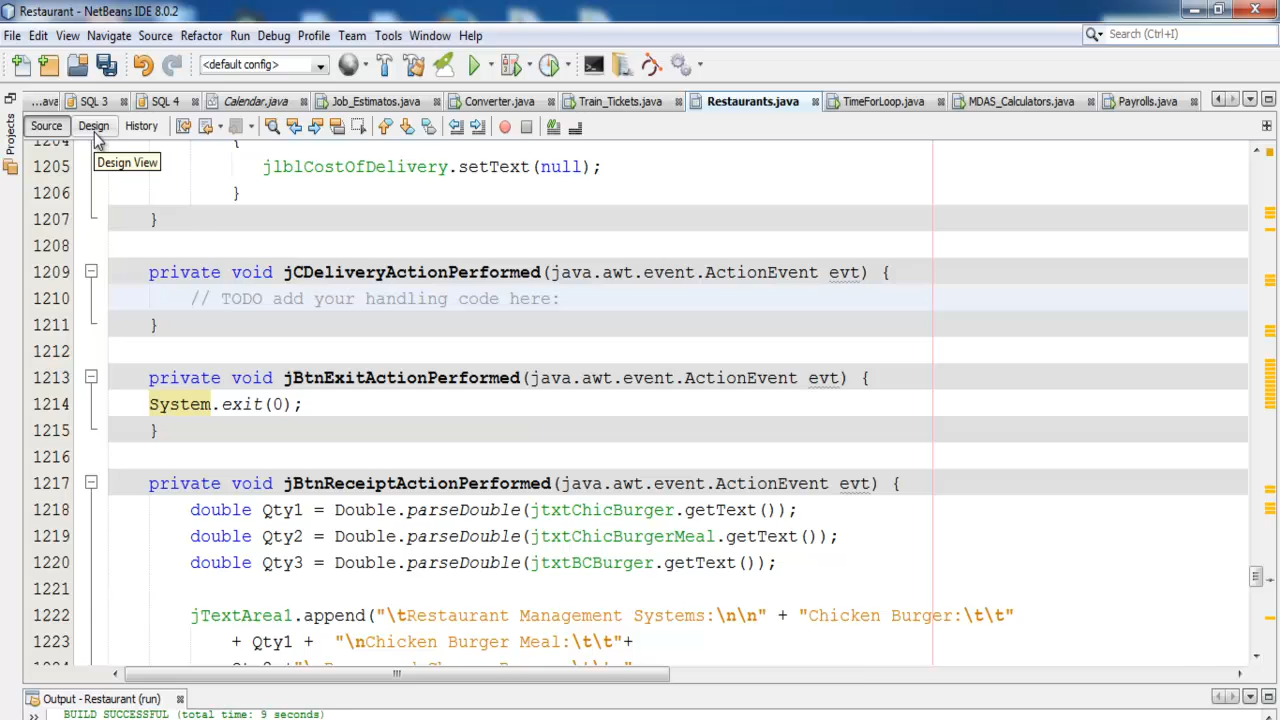 Restaurant - NetBeans IDE 8.0.2
File Edit View Navigate Source Refactor Run Debug Profile Team Tools Window Help
Search (Ctrl+I)
<default config>
...ava SQL 3 SQL 4 Calendar.java Job_Estimatos.java Converter.java Train_Tickets.java Restaurants.java TimeForLoop.java MDAS_Calculators.java Payrolls.java
Projects
Source Design History
Design View
1204 {
1205 jlblCostOfDelivery.setText(null);
1206 }
1207 }
1208
1209 private void jCDeliveryActionPerformed(java.awt.event.ActionEvent evt) {
1210 // TODO add your handling code here:
1211 }
1212
1213 private void jBtnExitActionPerformed(java.awt.event.ActionEvent evt) {
1214 System.exit(0);
1215 }
1216
1217 private void jBtnReceiptActionPerformed(java.awt.event.ActionEvent evt) {
1218 double Qty1 = Double.parseDouble(jtxtChicBurger.getText());
1219 double Qty2 = Double.parseDouble(jtxtChicBurgerMeal.getText());
1220 double Qty3 = Double.parseDouble(jtxtBCBurger.getText());
1221
1222 jTextArea1.append("\tRestaurant Management Systems:\n\n" + "Chicken Burger:\t\t"
1223 + Qty1 + "\nChicken Burger Meal:\t\t"+
Output - Restaurant (run)
BUILD SUCCESSFUL (total time: 9 seconds)